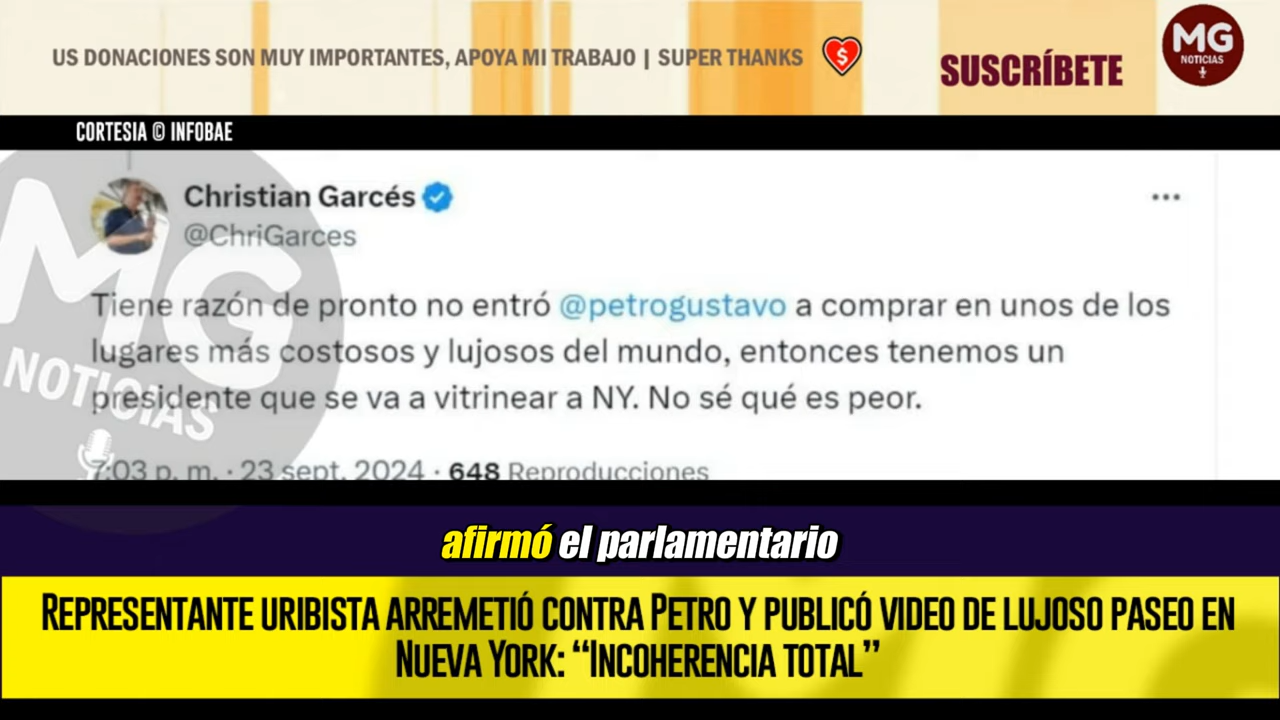 US DONACIONES SON MUY IMPORTANTES, APOYA MI TRABAJO | SUPER THANKS
$
SUSCRÍBETE
MG
NOTICIAS
CORTESIA © INFOBAE
Christian Garcés
@ChriGarces
Tiene razón de pronto no entró @petrogustavo a comprar en unos de los
lugares más costosos y lujosos del mundo, entonces tenemos un
presidente que se va a vitrinear a NY. No sé qué es peor.
7:03 p. m. · 23 sept. 2024 · 648 Reproducciones
MG
NOTICIAS
afirmó el parlamentario
REPRESENTANTE URIBISTA ARREMETIÓ CONTRA PETRO Y PUBLICÓ VIDEO DE LUJOSO PASEO EN
NUEVA YORK: “INCOHERENCIA TOTAL”